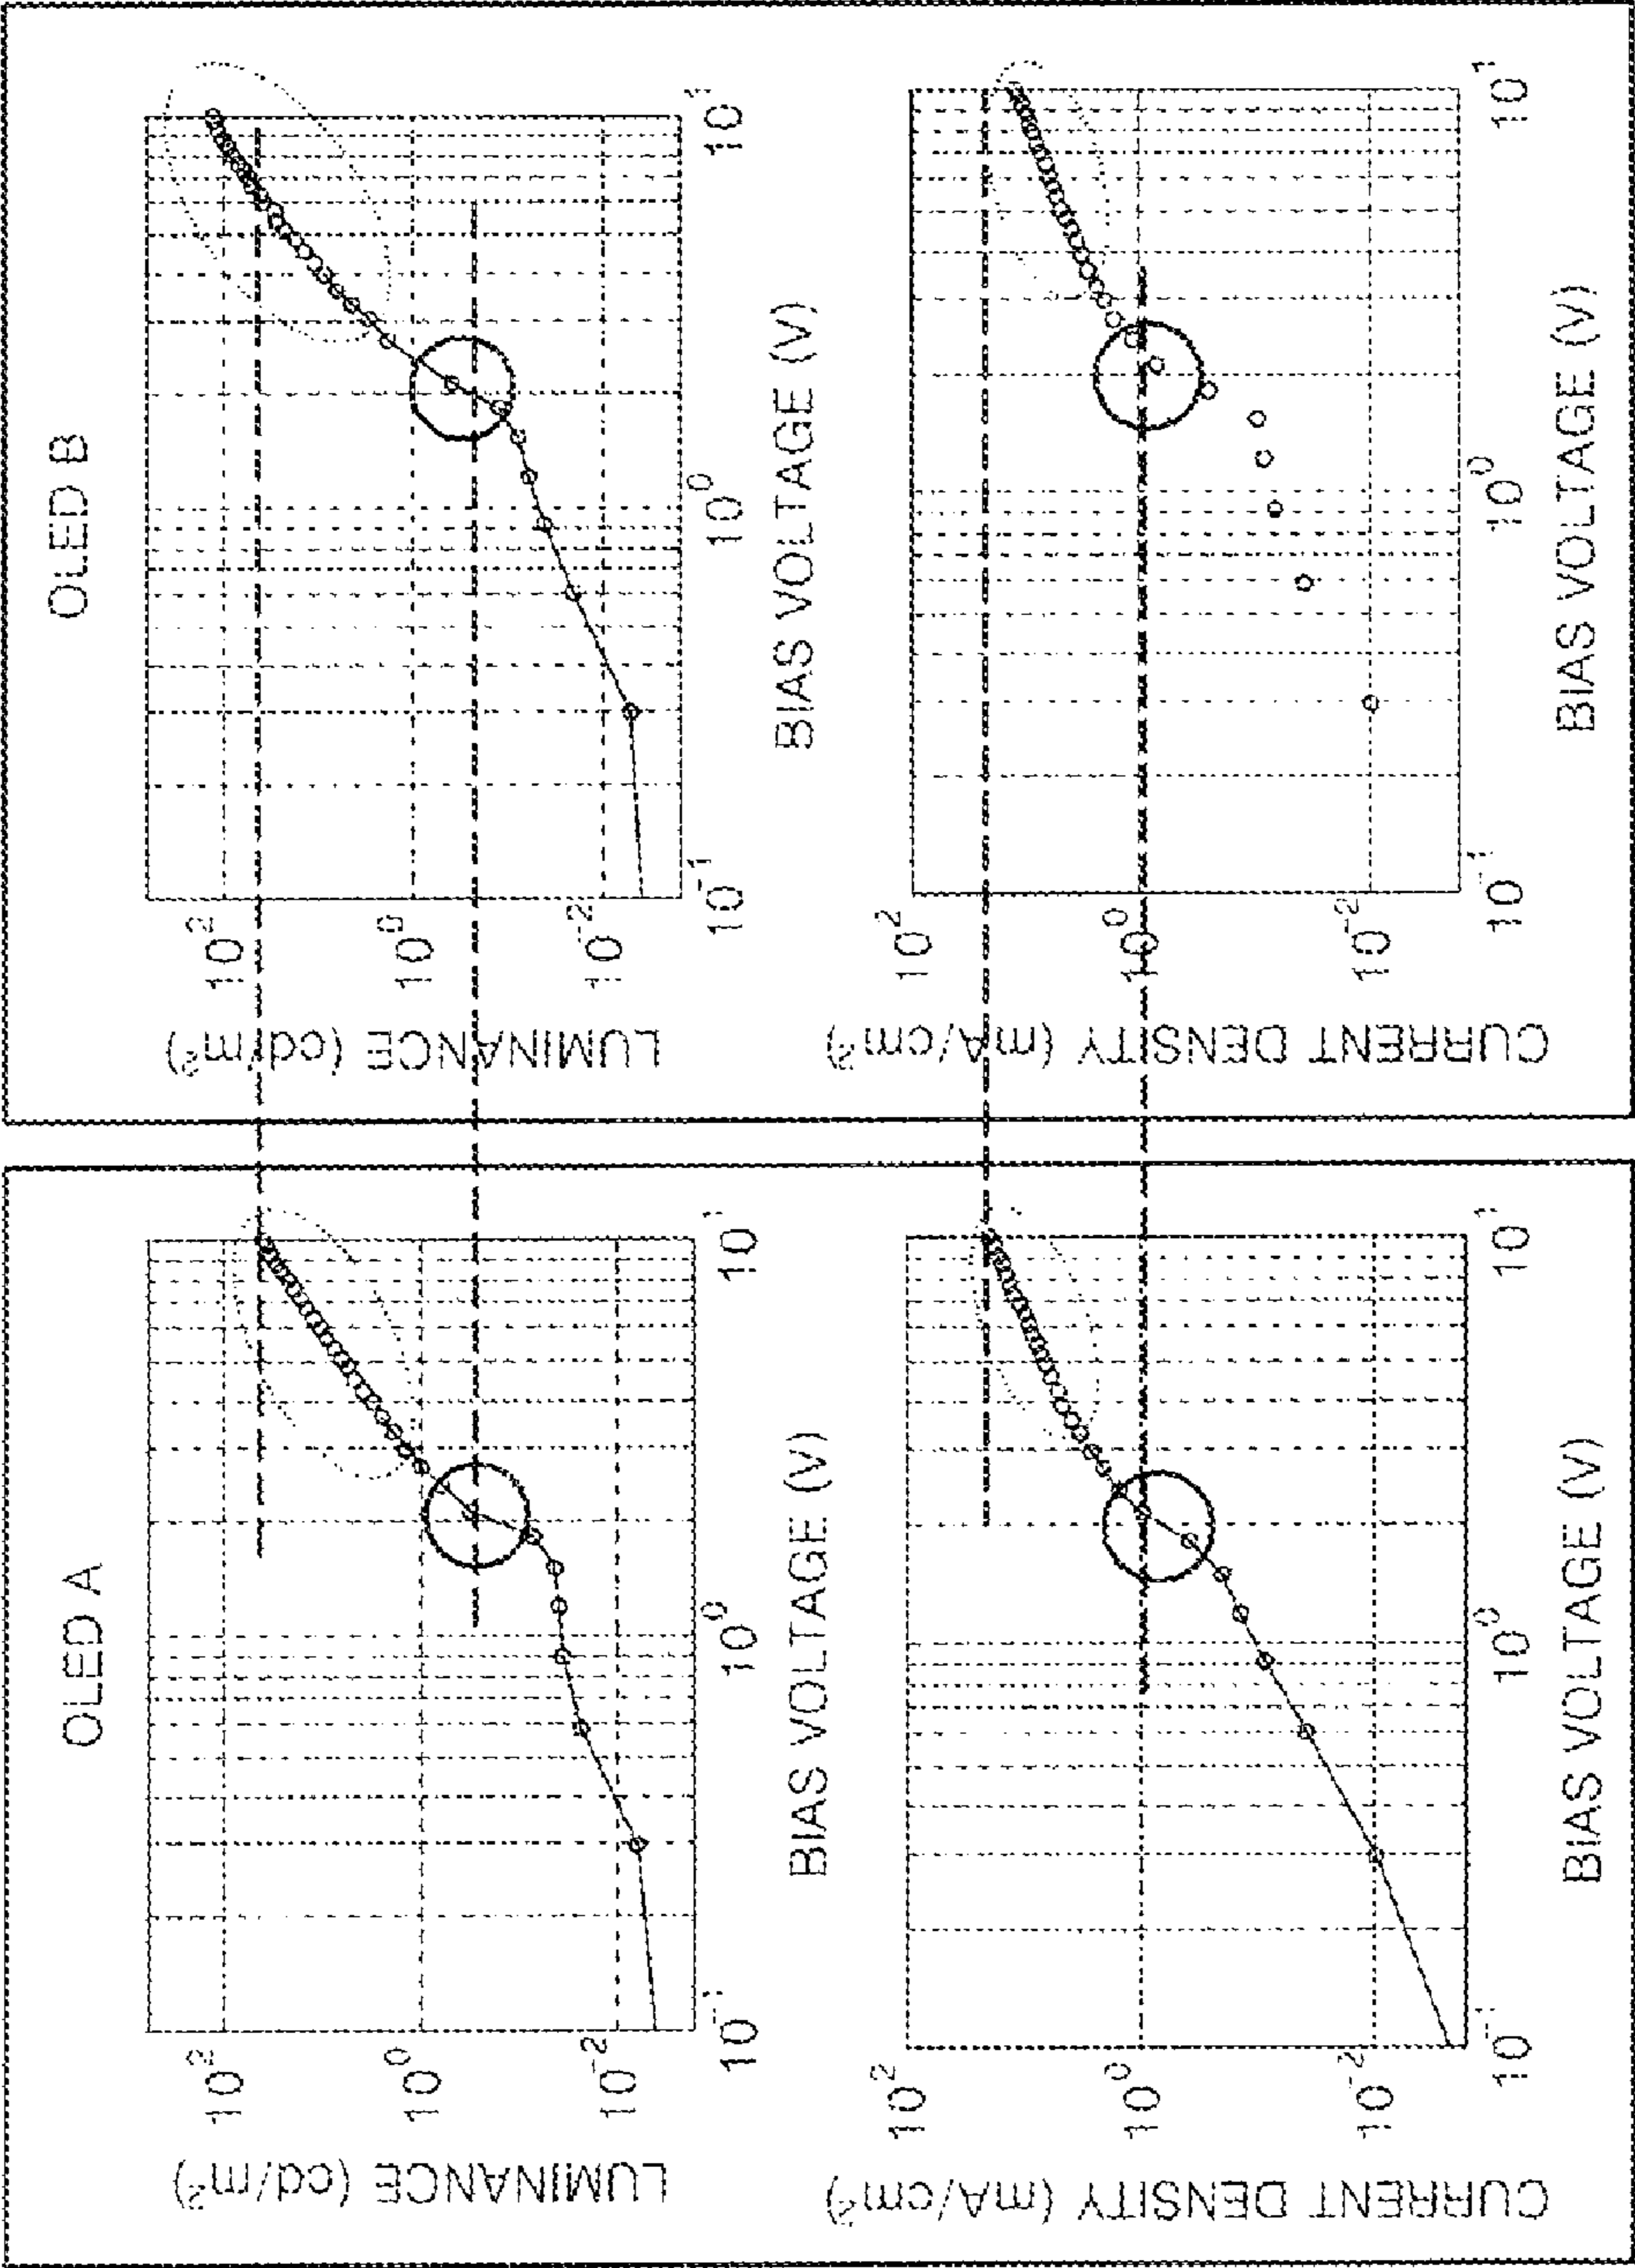 OLED A
LUMINANCE (cd/m²)
10²
10⁰
10⁻²
10⁻¹
10⁰
10¹
BIAS VOLTAGE (V)
CURRENT DENSITY (mA/cm²)
10²
10⁰
10⁻²
10⁻¹
10⁰
10¹
BIAS VOLTAGE (V)
OLED B
LUMINANCE (cd/m²)
10²
10⁰
10⁻²
10⁻¹
10⁰
10¹
BIAS VOLTAGE (V)
CURRENT DENSITY (mA/cm²)
10²
10⁰
10⁻²
10⁻¹
10⁰
10¹
BIAS VOLTAGE (V)